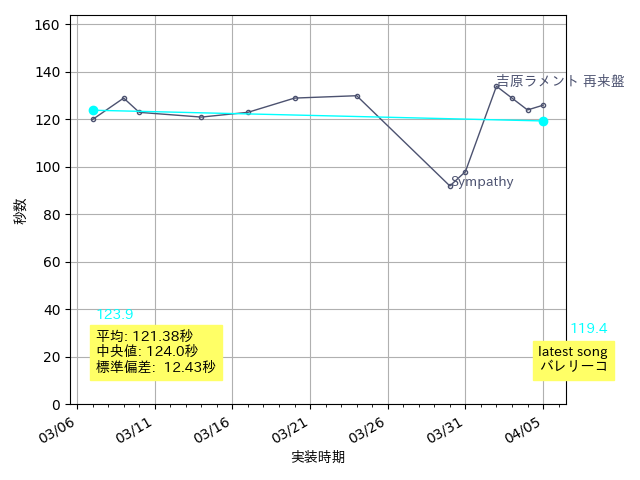 160
140
吉原ラメント 再来盤
120
100
Sympathy
80
秒数
60
40
123.9
119.4
平均: 121.38秒
中央値: 124.0秒
標準偏差: 12.43秒
latest song
バレリーコ
20
0
03/06
03/11
03/16
03/21
03/26
03/31
04/05
実装時期